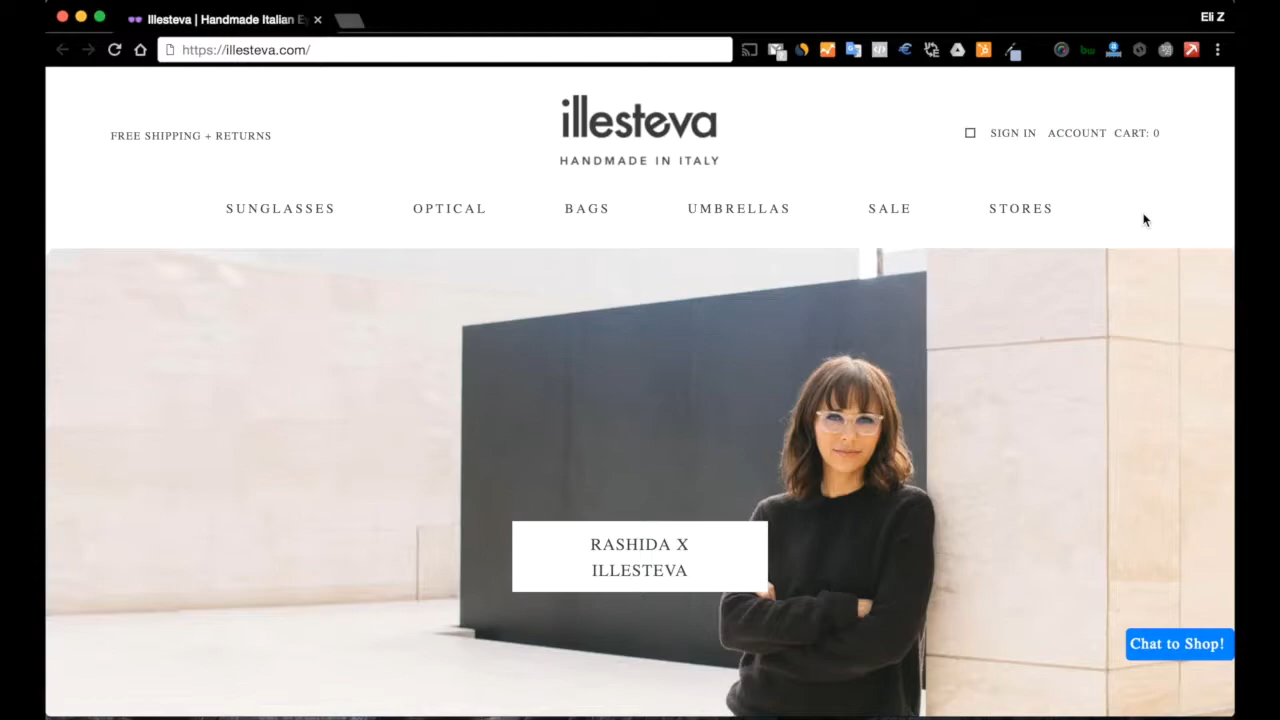 Eli Z
Illesteva | Handmade Italian E
https://illesteva.com/
illesteva
HANDMADE IN ITALY
FREE SHIPPING + RETURNS
SIGN IN ACCOUNT CART: 0
SUNGLASSES OPTICAL BAGS UMBRELLAS SALE STORES
RASHIDA X
ILLESTEVA
Chat to Shop!